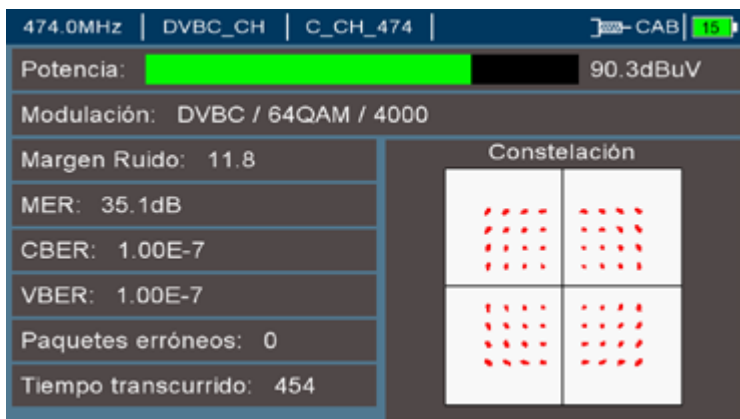 474.0MHz DVBC_CH C_CH_474 CAB 15
Potencia: 90.3dBuV
Modulación: DVBC / 64QAM / 4000
Margen Ruido: 11.8
Constelación
MER: 35.1dB
CBER: 1.00E-7
VBER: 1.00E-7
Paquetes erróneos: 0
Tiempo transcurrido: 454